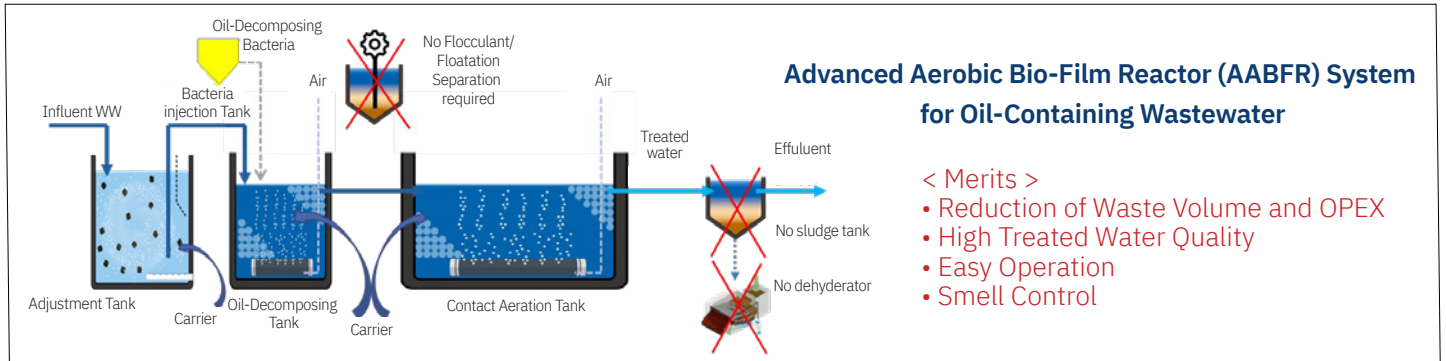 Oil-Decomposing
Bacteria
No Flocculant/
Floatation
Separation
required
Air
Air
Bacteria
injection Tank
Influent WW
Treated
water
Effuluent
No sludge tank
No dehyderator
Adjustment Tank
Carrier
Oil-Decomposing
Tank
Carrier
Contact Aeration Tank
Advanced Aerobic Bio-Film Reactor (AABFR) System
for Oil-Containing Wastewater
< Merits >
• Reduction of Waste Volume and OPEX
• High Treated Water Quality
• Easy Operation
• Smell Control